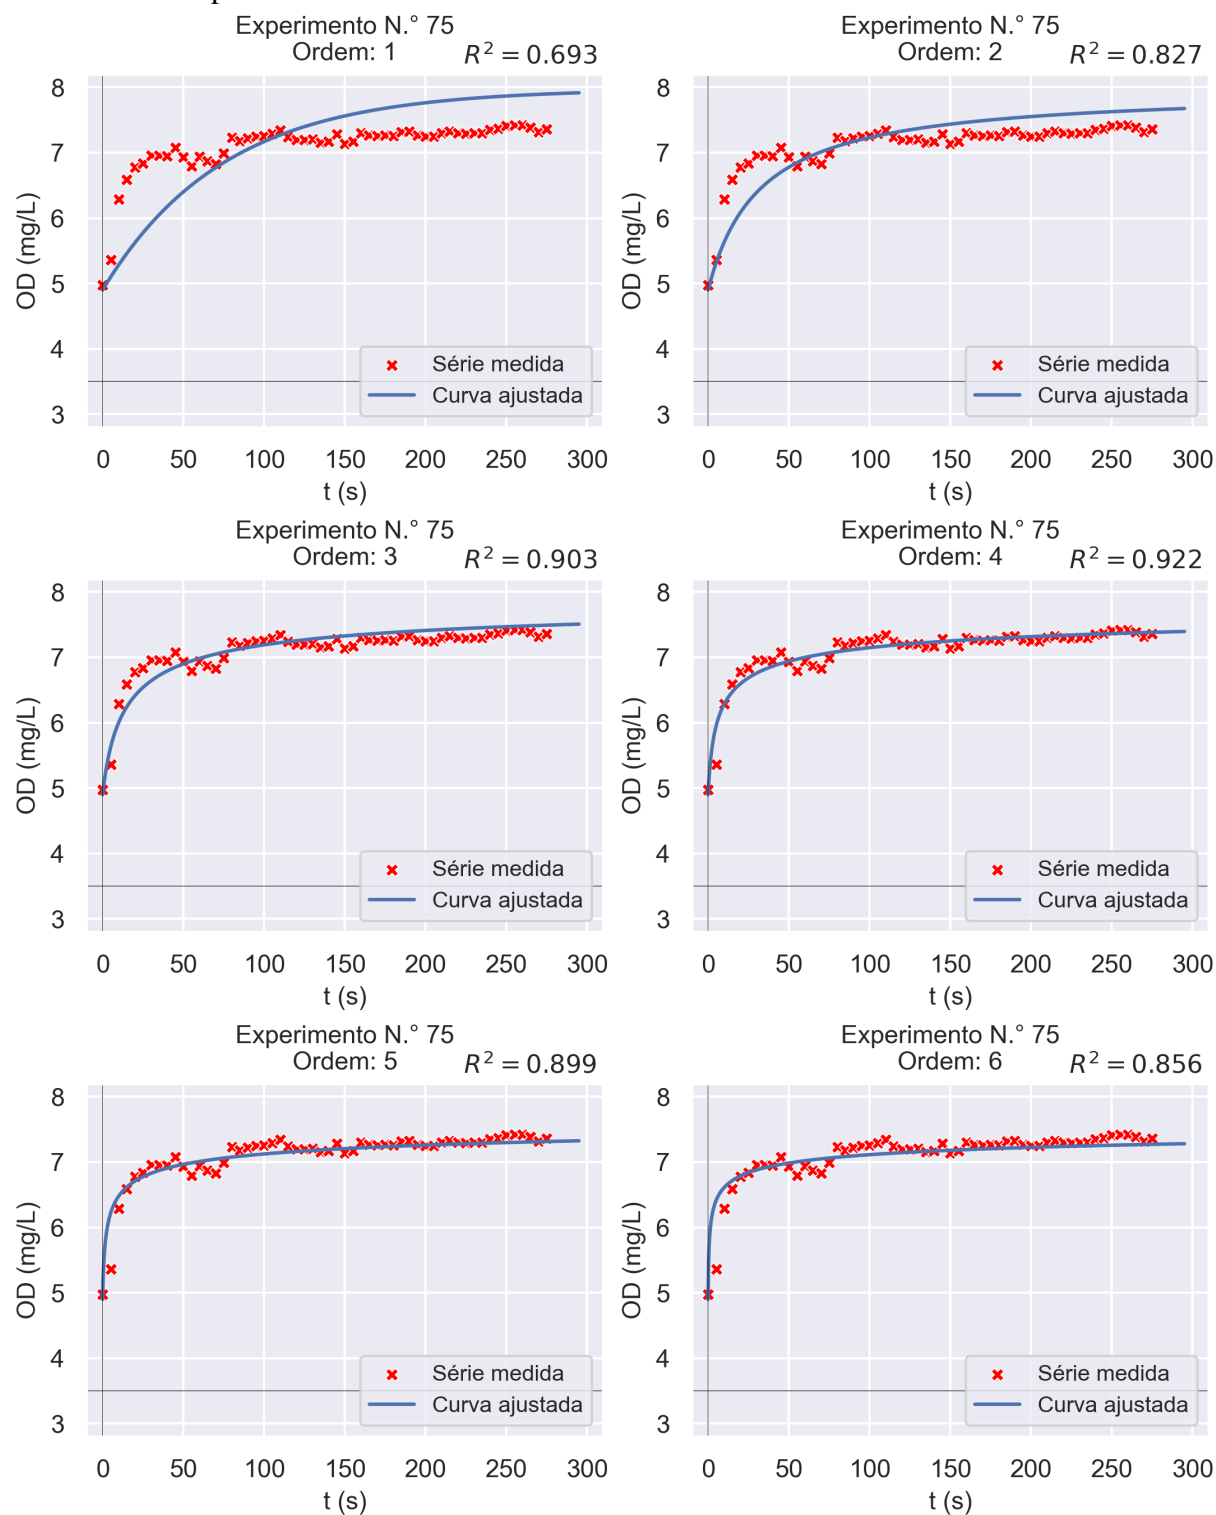 Experimento N.° 75
Ordem: 1 R² = 0.693
8
7
6
5
4
3
OD (mg/L)
Série medida
Curva ajustada
0 50 100 150 200 250 300
t (s)
Experimento N.° 75
Ordem: 2 R² = 0.827
8
7
6
5
4
3
OD (mg/L)
Série medida
Curva ajustada
0 50 100 150 200 250 300
t (s)
Experimento N.° 75
Ordem: 3 R² = 0.903
8
7
6
5
4
3
OD (mg/L)
Série medida
Curva ajustada
0 50 100 150 200 250 300
t (s)
Experimento N.° 75
Ordem: 4 R² = 0.922
8
7
6
5
4
3
OD (mg/L)
Série medida
Curva ajustada
0 50 100 150 200 250 300
t (s)
Experimento N.° 75
Ordem: 5 R² = 0.899
8
7
6
5
4
3
OD (mg/L)
Série medida
Curva ajustada
0 50 100 150 200 250 300
t (s)
Experimento N.° 75
Ordem: 6 R² = 0.856
8
7
6
5
4
3
OD (mg/L)
Série medida
Curva ajustada
0 50 100 150 200 250 300
t (s)